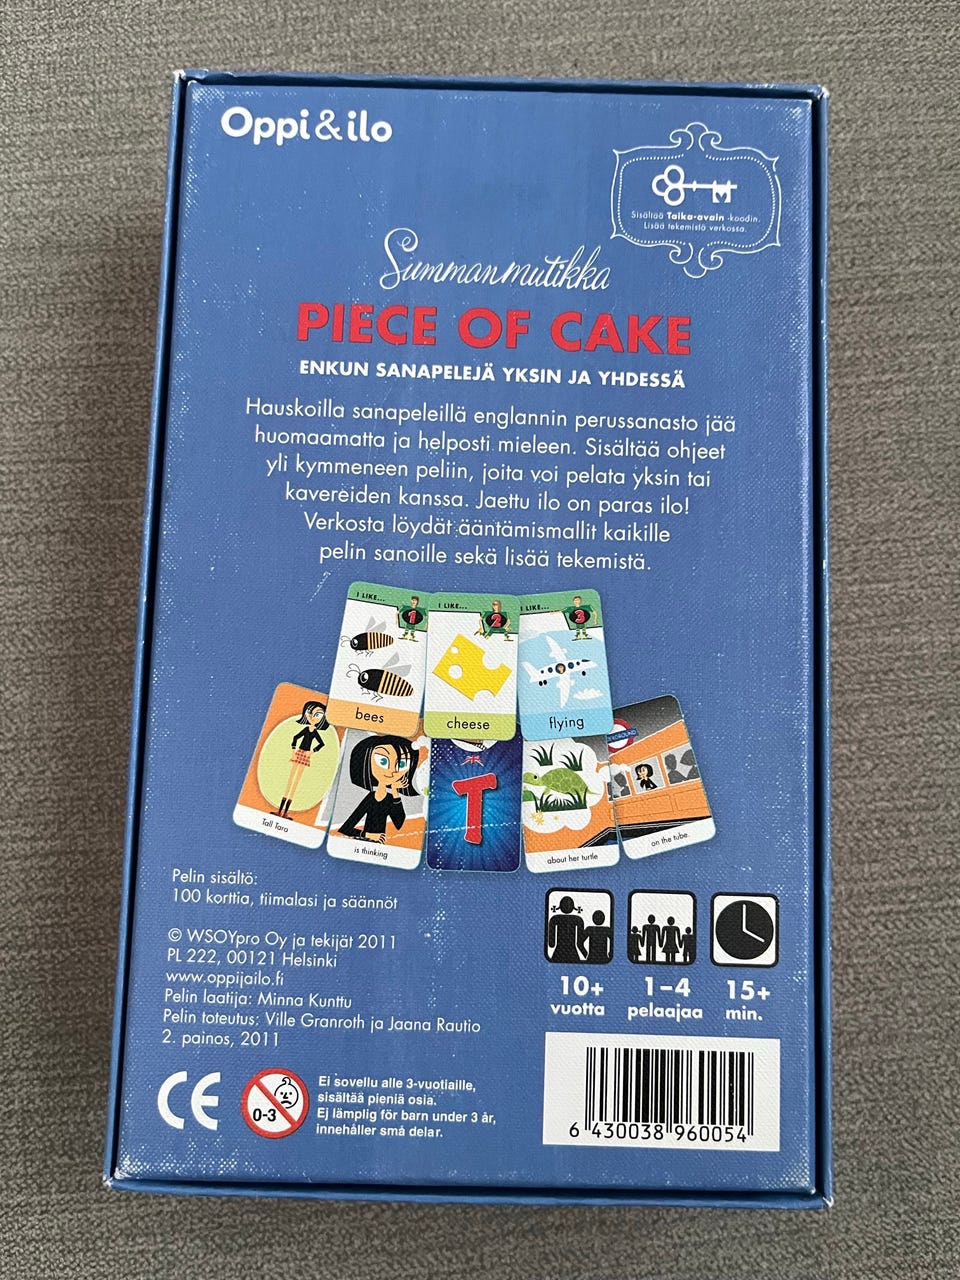 Oppi&ilo
Sisältää Taika-avain -koodin.
Lisää tekemistä verkossa.
Summanmutikka
PIECE OF CAKE
ENKUN SANAPELEJÄ YKSIN JA YHDESSÄ
Hauskoilla sanapeleillä englannin perussanasto jää
huomaamatta ja helposti mieleen. Sisältää ohjeet
yli kymmeneen peliin, joita voi pelata yksin tai
kavereiden kanssa. Jaettu ilo on paras ilo!
Verkosta löydät ääntämismallit kaikille
pelin sanoille sekä lisää tekemistä.
I LIKE... 1
I LIKE... 2
I LIKE... 3
bees
cheese
flying
UNDERGROUND
T
Tall Tara
is thinking
about her turtle
on the tube.
Pelin sisältö:
100 korttia, tiimalasi ja säännöt
© WSOYpro Oy ja tekijät 2011
PL 222, 00121 Helsinki
www.oppijailo.fi
Pelin laatija: Minna Kunttu
Pelin toteutus: Ville Granroth ja Jaana Rautio
2. painos, 2011
10+
vuotta
1–4
pelaajaa
15+
min.
CE
0-3
Ei sovellu alle 3-vuotiaille,
sisältää pieniä osia.
Ej lämplig för barn under 3 år,
innehåller små delar.
6 430038 960054